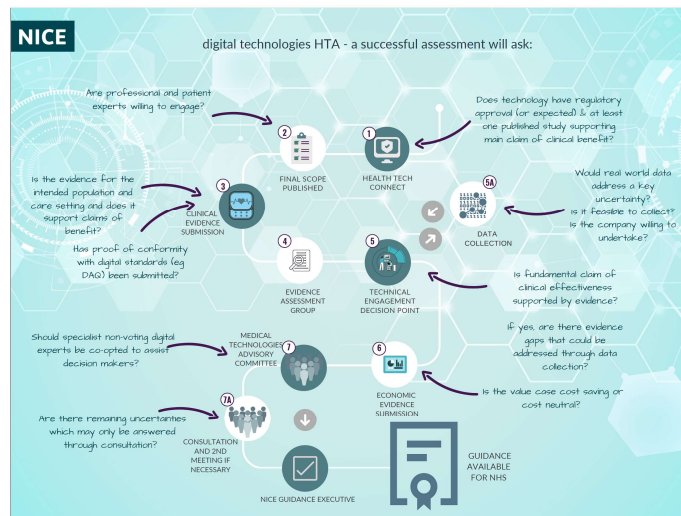 NICE
digital technologies HTA - a successful assessment will ask:
Are professional and patient
experts willing to engage?
Does technology have regulatory
approval (or expected) & at least
one published study supporting
main claim of clinical benefit?
2
FINAL SCOPE
PUBLISHED
1
HEALTH TECH
CONNECT
Is the evidence for the
intended population and
care setting and does it
support claims of
benefit?
3
CLINICAL
EVIDENCE
SUBMISSION
Has proof of conformity
with digital standards (eg
DAQ) been submitted?
5A
DATA
COLLECTION
Would real world data
address a key
uncertainty?
Is it feasible to collect?
Is the company willing to
undertake?
4
EVIDENCE
ASSESSMENT
GROUP
5
TECHNICAL
ENGAGEMENT
DECISION POINT
Is fundamental claim of
clinical effectiveness
supported by evidence?
If yes, are there evidence
gaps that could be
addressed through data
collection?
Should specialist non-voting digital
experts be co-opted to assist
decision makers?
MEDICAL
TECHNOLOGIES
ADVISORY
COMMITTEE
7
6
ECONOMIC
EVIDENCE
SUBMISSION
Is the value case cost saving or
cost neutral?
Are there remaining uncertainties
which may only be answered
through consultation?
7A
CONSULTATION
AND 2ND
MEETING IF
NECESSARY
NICE GUIDANCE EXECUTIVE
GUIDANCE
AVAILABLE
FOR NHS